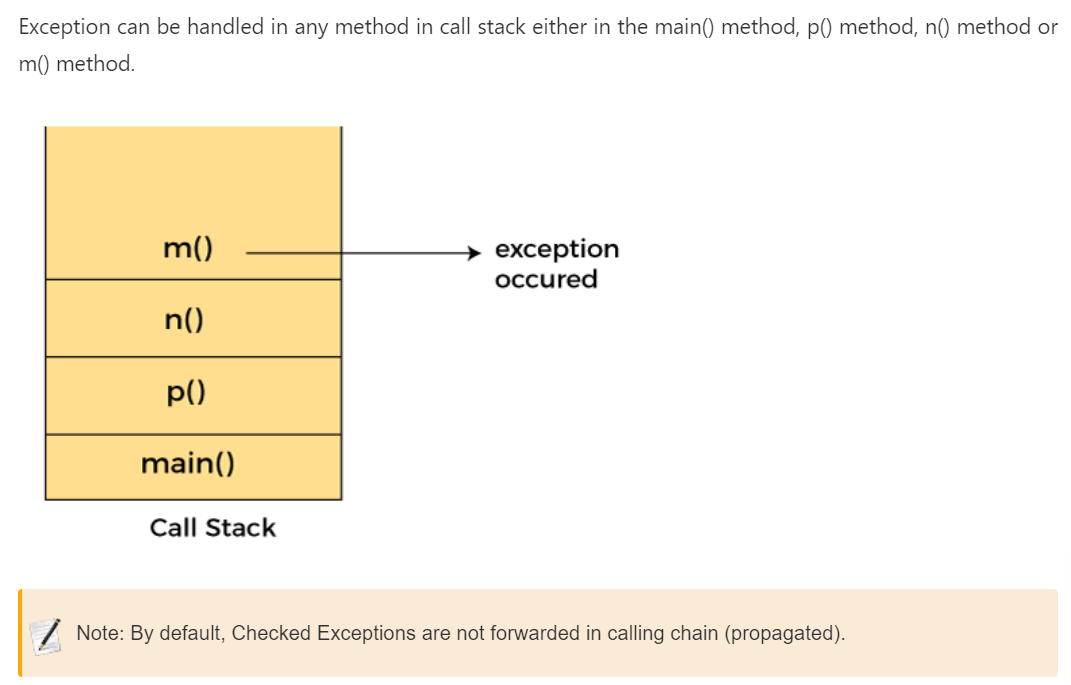 Exception can be handled in any method in call stack either in the main() method, p() method, n() method or
m() method.
m()
exception
occured
n()
p()
main()
Call Stack
Note: By default, Checked Exceptions are not forwarded in calling chain (propagated).